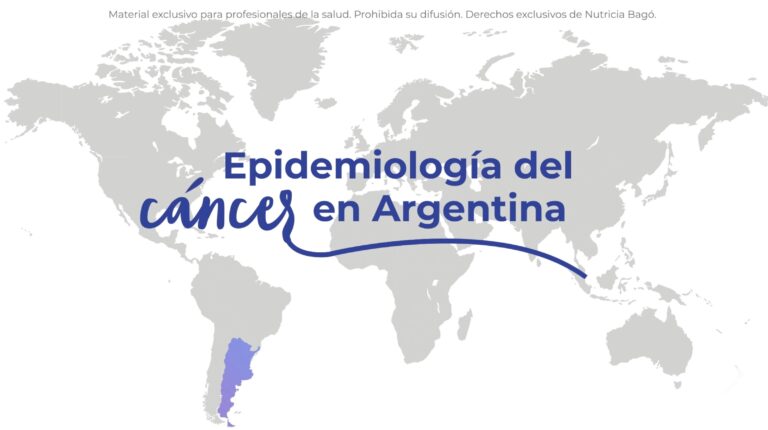 Material exclusivo para profesionales de la salud. Prohibida su difusión. Derechos exclusivos de Nutricia Bagó.
Epidemiología del
cáncer en Argentina